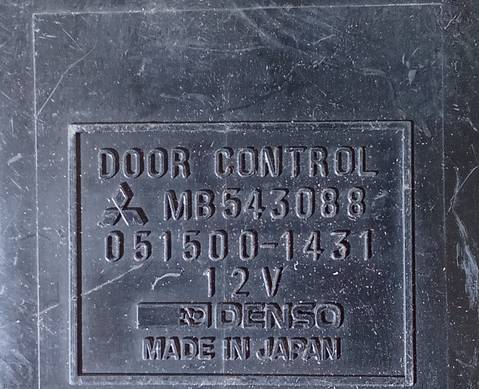 DOOR CONTROL
MB543088
051500-1431
12V
DENSO
MADE IN JAPAN